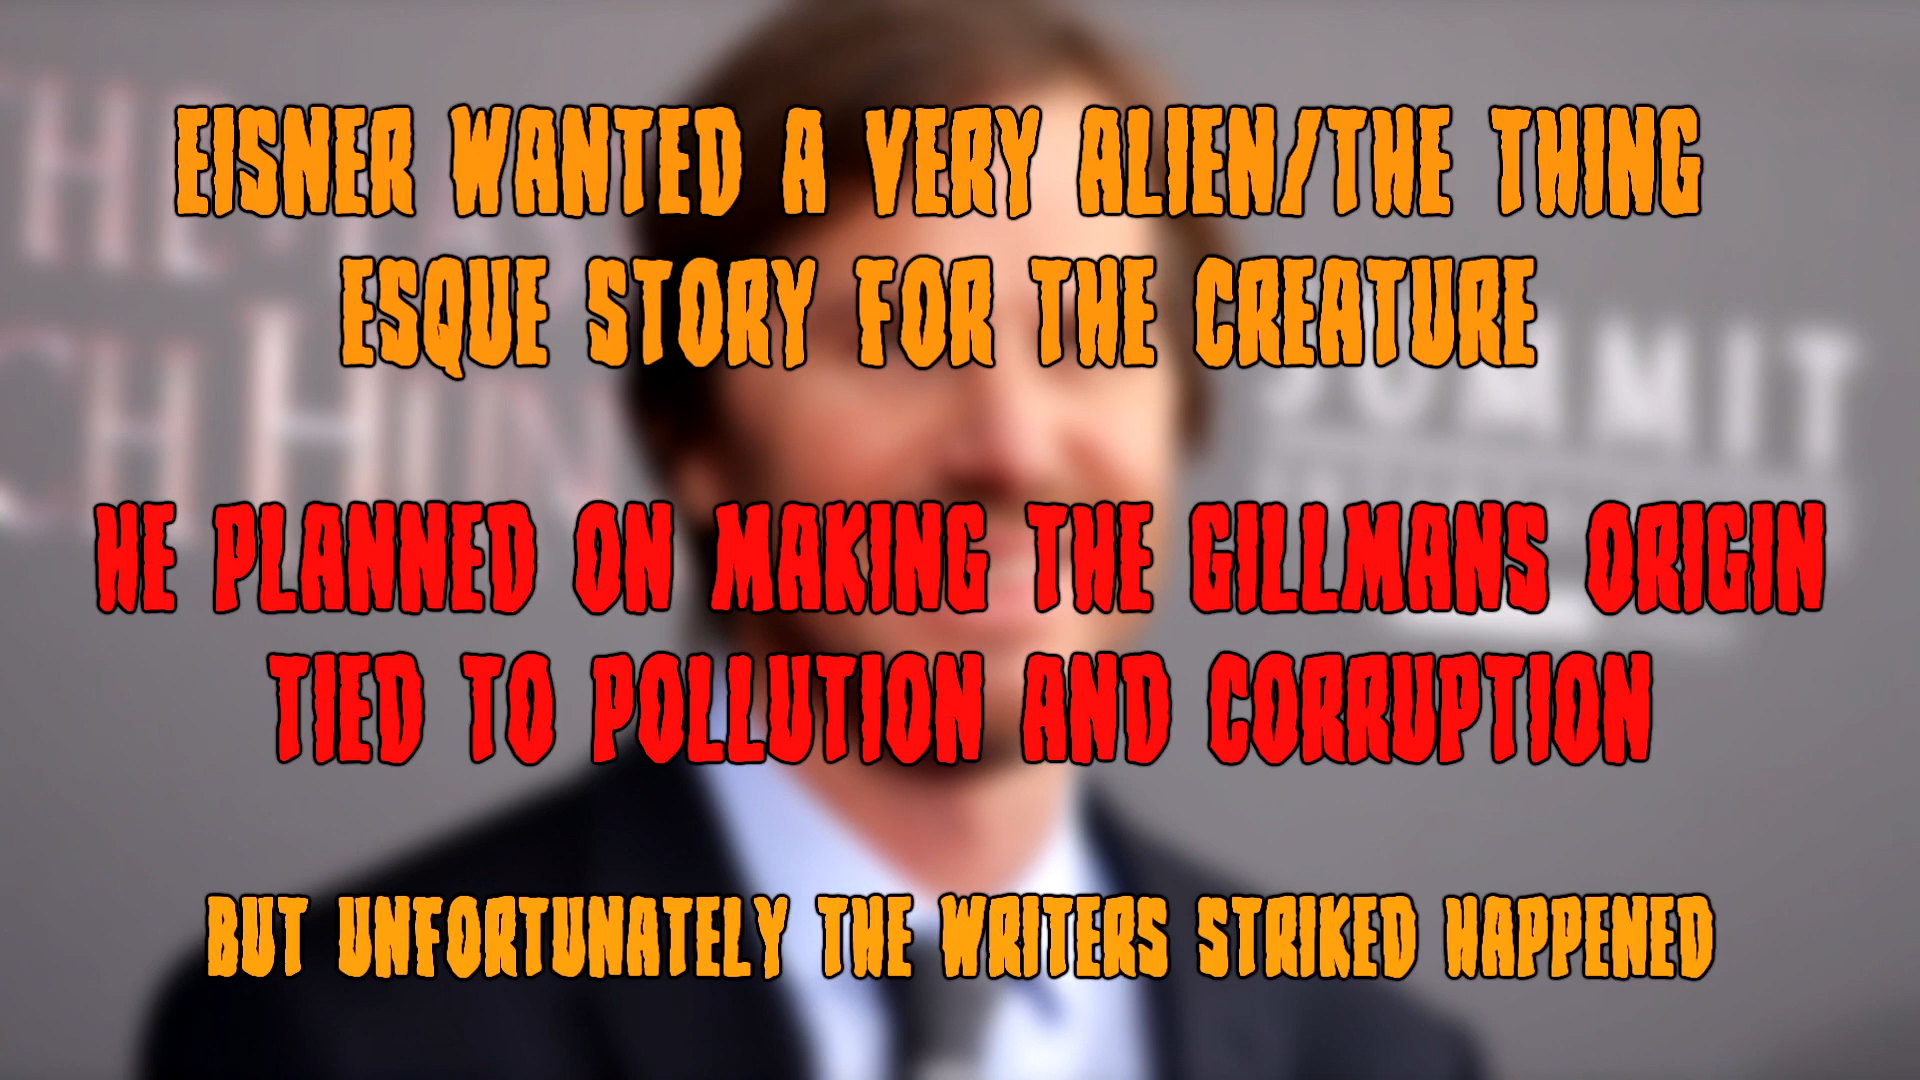 EISNER WANTED A VERY ALIEN/THE THING
ESQUE STORY FOR THE CREATURE
HE PLANNED ON MAKING THE GILLMANS ORIGIN
TIED TO POLLUTION AND CORRUPTION
BUT UNFORTUNATELY THE WRITERS STRIKED HAPPENED
SUMMIT